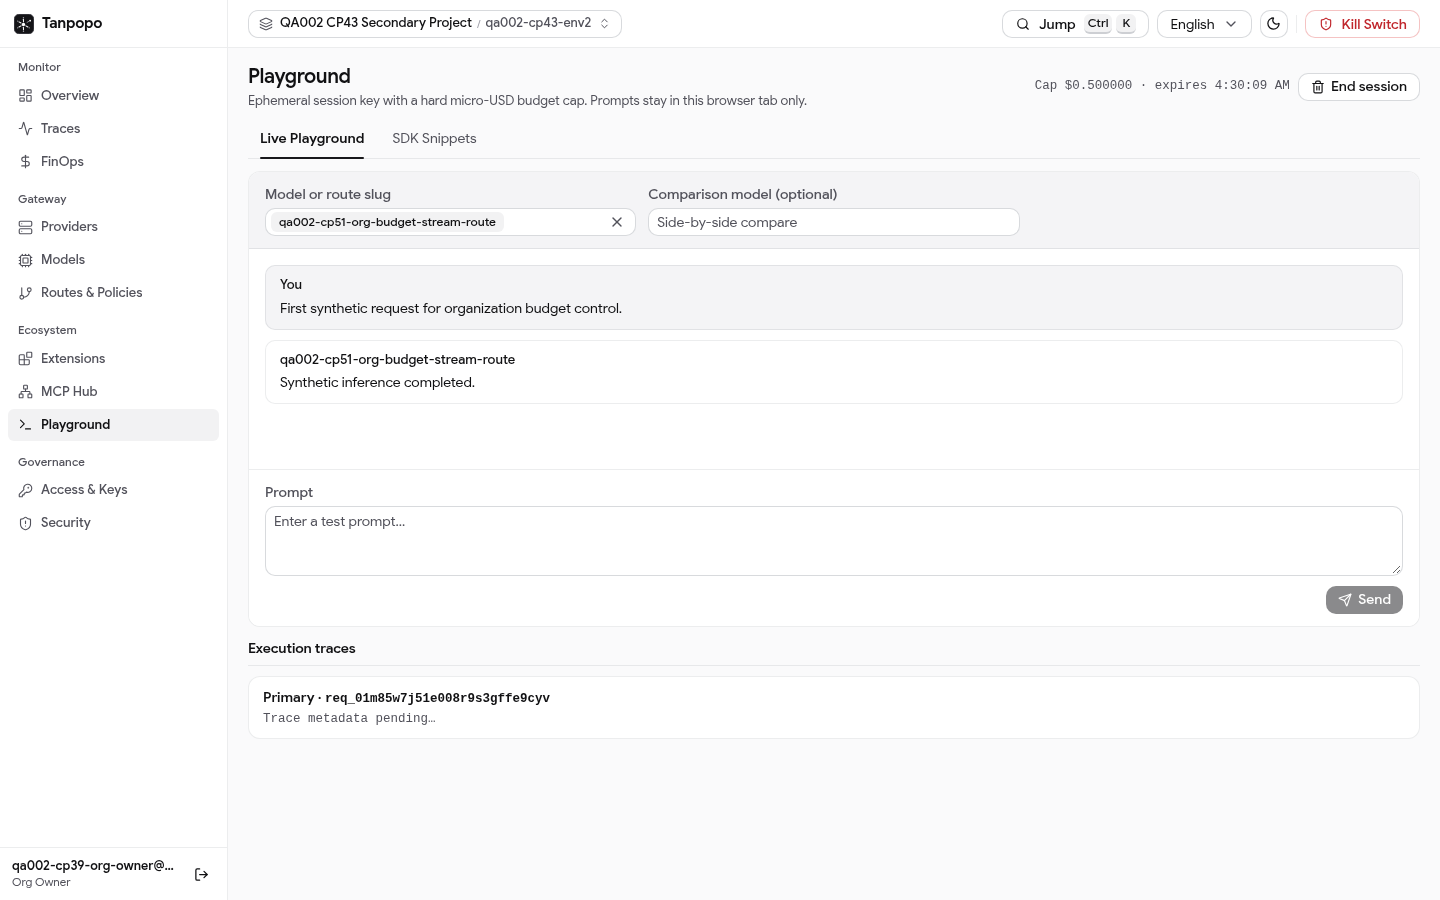 Tanpopo
QA002 CP43 Secondary Project / qa002-cp43-env2
Jump Ctrl K
English
Kill Switch
Monitor
Overview
Traces
FinOps
Gateway
Providers
Models
Routes & Policies
Ecosystem
Extensions
MCP Hub
Playground
Governance
Access & Keys
Security
qa002-cp39-org-owner@...
Org Owner
Playground
Ephemeral session key with a hard micro-USD budget cap. Prompts stay in this browser tab only.
Cap $0.500000 · expires 4:30:09 AM
End session
Live Playground
SDK Snippets
Model or route slug
qa002-cp51-org-budget-stream-route
Comparison model (optional)
Side-by-side compare
You
First synthetic request for organization budget control.
qa002-cp51-org-budget-stream-route
Synthetic inference completed.
Prompt
Enter a test prompt...
Send
Execution traces
Primary · req_01m85w7j51e008r9s3gffe9cyv
Trace metadata pending…